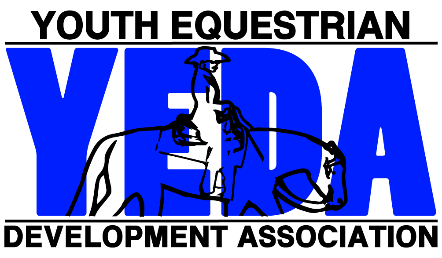 YOUTH EQUESTRIAN
YEDA
DEVELOPMENT ASSOCIATION